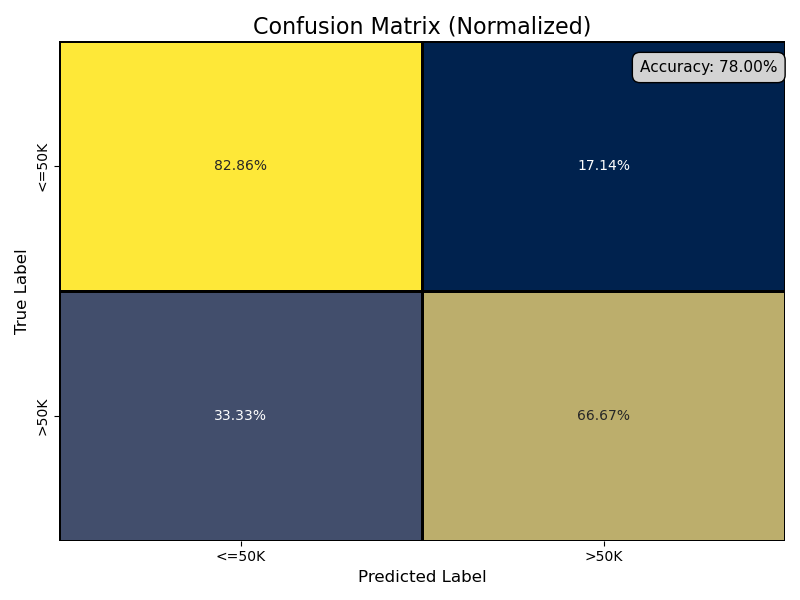 Confusion Matrix (Normalized)
Accuracy: 78.00%
<=50K
82.86%
17.14%
True Label
>50K
33.33%
66.67%
<=50K
>50K
Predicted Label